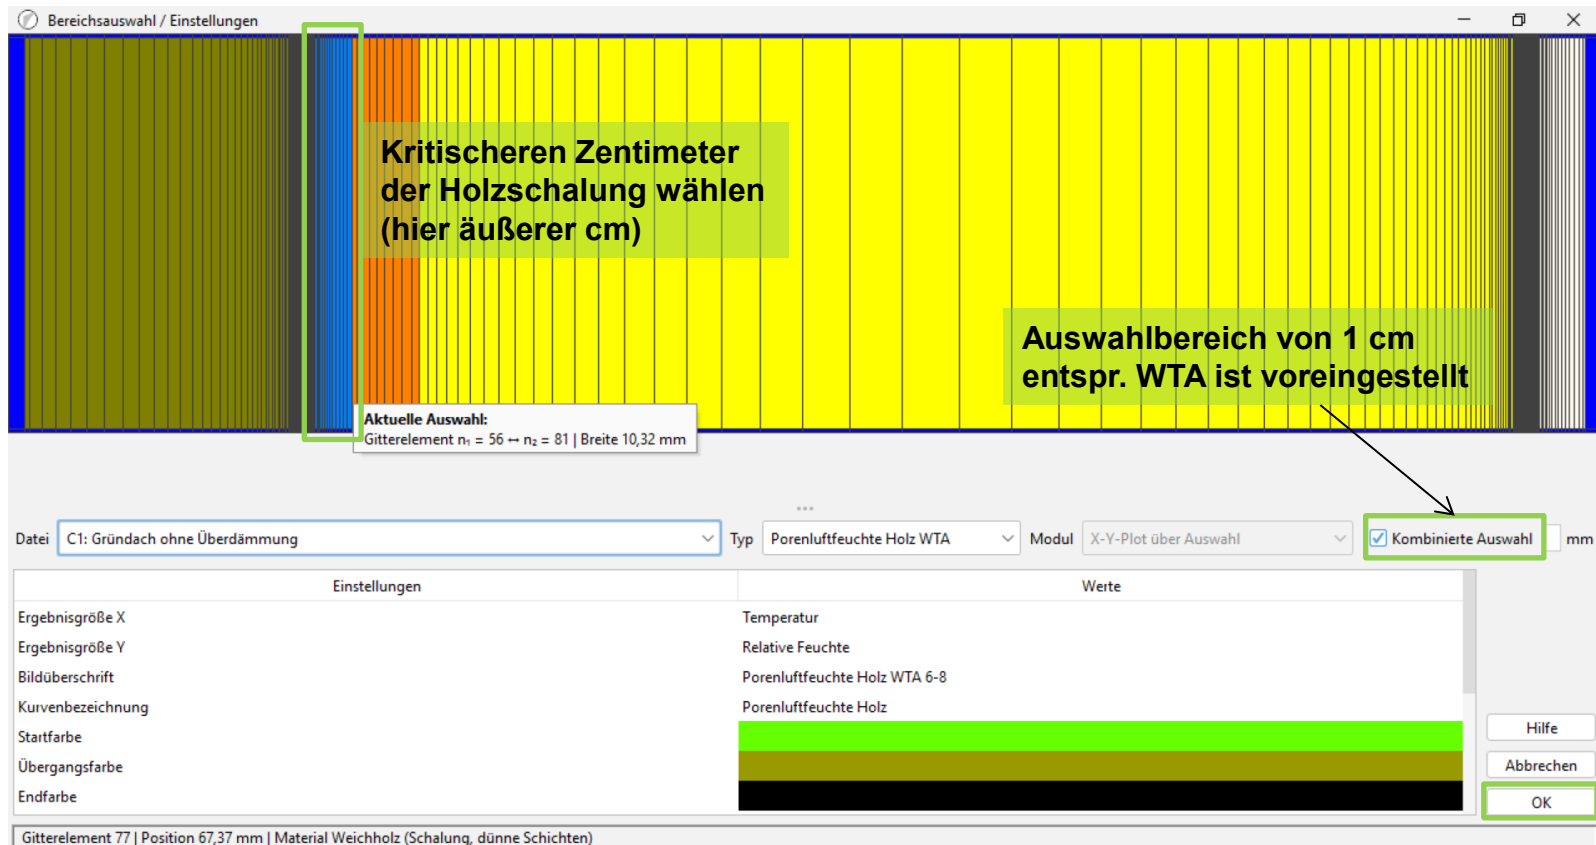 Bereichsauswahl / Einstellungen
Kritischeren Zentimeter
der Holzschalung wählen
(hier äußerer cm)
Auswahlbereich von 1 cm
entspr. WTA ist voreingestellt
Aktuelle Auswahl:
Gitterelement n₁ = 56 ↔ n₂ = 81 | Breite 10,32 mm
Datei C1: Gründach ohne Überdämmung Typ Porenluftfeuchte Holz WTA Modul X-Y-Plot über Auswahl Kombinierte Auswahl mm
Einstellungen Werte
Ergebnisgröße X Temperatur
Ergebnisgröße Y Relative Feuchte
Bildüberschrift Porenluftfeuchte Holz WTA 6-8
Kurvenbezeichnung Porenluftfeuchte Holz
Startfarbe
Übergangsfarbe
Endfarbe
Hilfe
Abbrechen
OK
Gitterelement 77 | Position 67,37 mm | Material Weichholz (Schalung, dünne Schichten)